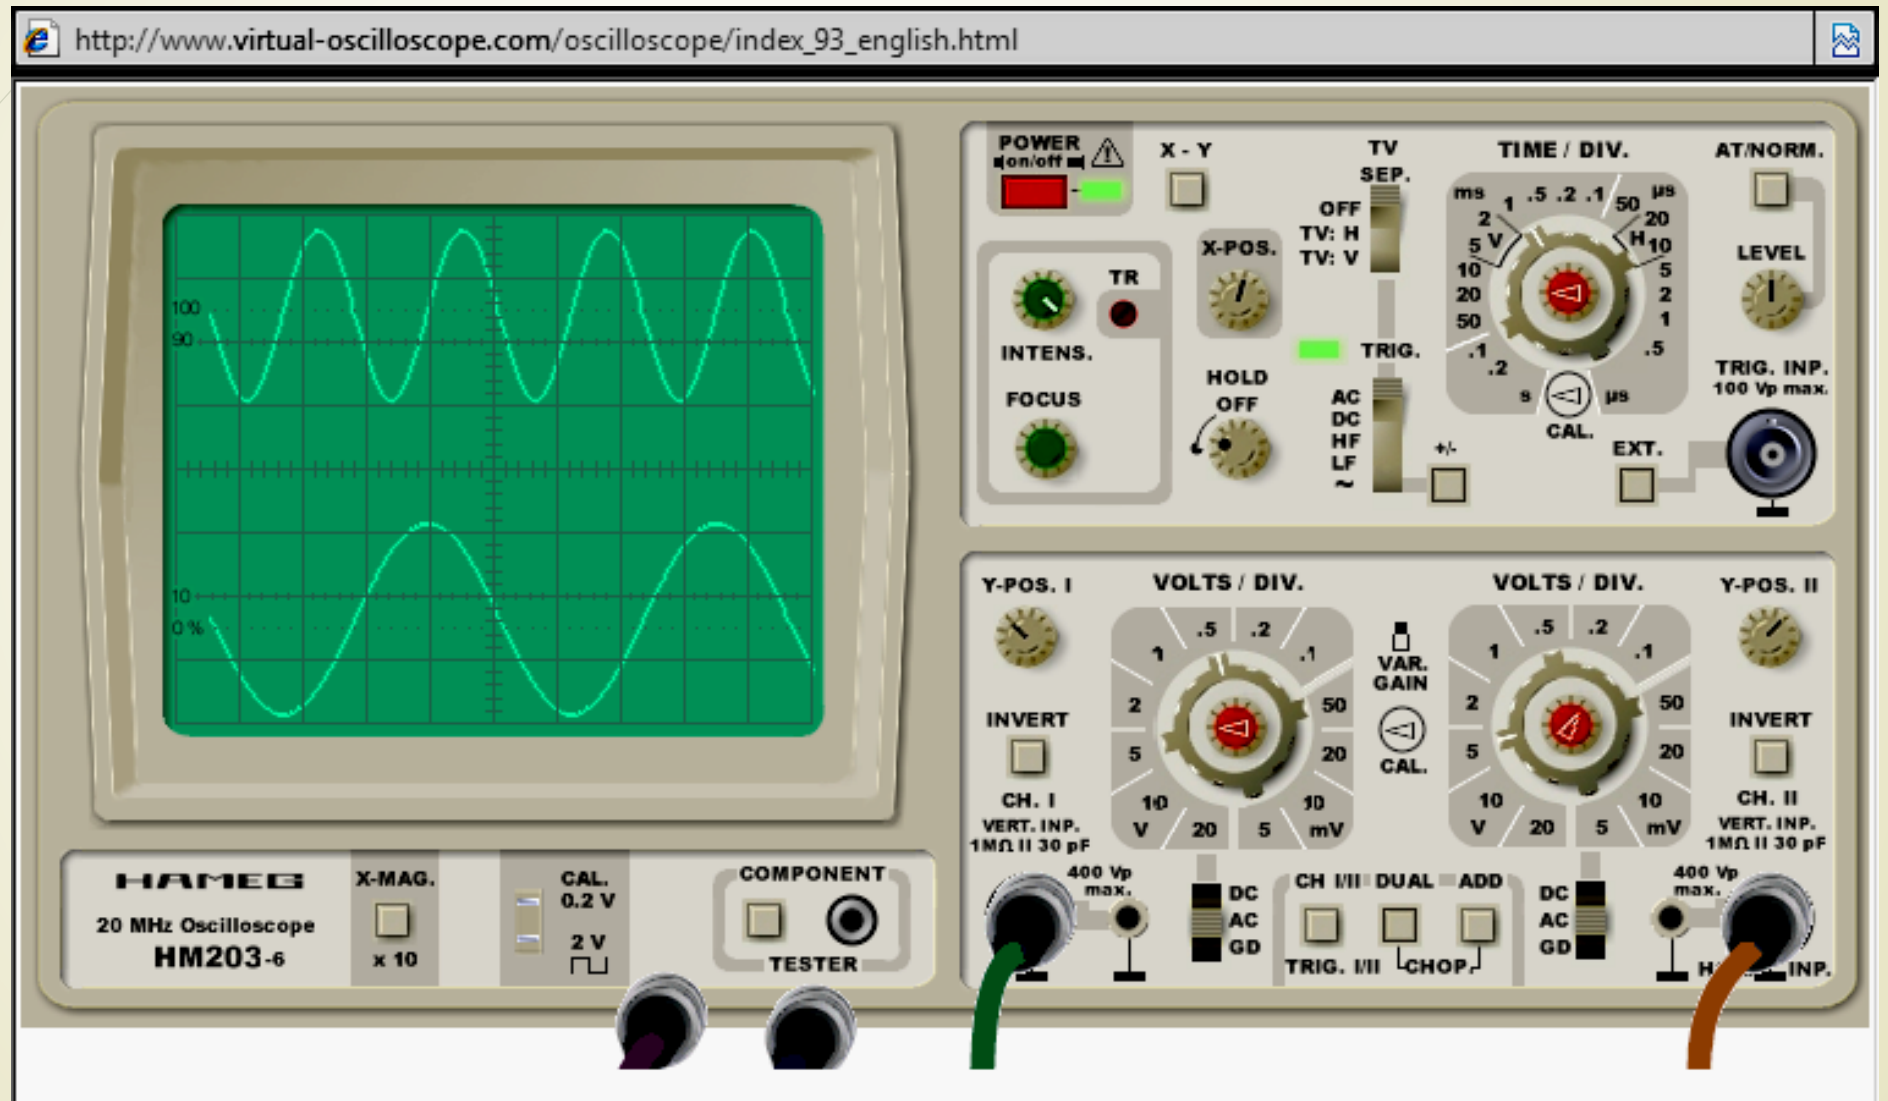 http://www.virtual-oscilloscope.com/oscilloscope/index_93_english.html
POWER
on/off
X - Y
TV
SEP.
OFF
TV: H
TV: V
TIME / DIV.
AT/NORM.
ms
µs
.5 .2 .1
1
50
2
20
5 V
H 10
10
5
20
2
50
1
.1
.5
.2
s
µs
CAL.
X-POS.
TR
LEVEL
INTENS.
TRIG.
FOCUS
HOLD
OFF
AC
DC
HF
LF
~
+/-
EXT.
TRIG. INP.
100 Vp max.
100
90
10
0 %
Y-POS. I
VOLTS / DIV.
VOLTS / DIV.
Y-POS. II
.5 .2
1 .1
2 50
5 20
10 10
V 20 5 mV
VAR.
GAIN
CAL.
.5 .2
1 .1
2 50
5 20
10 10
V 20 5 mV
INVERT
INVERT
CH. I
VERT. INP.
1MΩ II 30 pF
CH. II
VERT. INP.
1MΩ II 30 pF
400 Vp
max.
400 Vp
max.
DC
AC
GD
CH I/II DUAL ADD
TRIG. I/II CHOP.
DC
AC
GD
INP.
HAMEG
20 MHz Oscilloscope
HM203-6
X-MAG.
x 10
CAL.
0.2 V
2 V
COMPONENT
TESTER